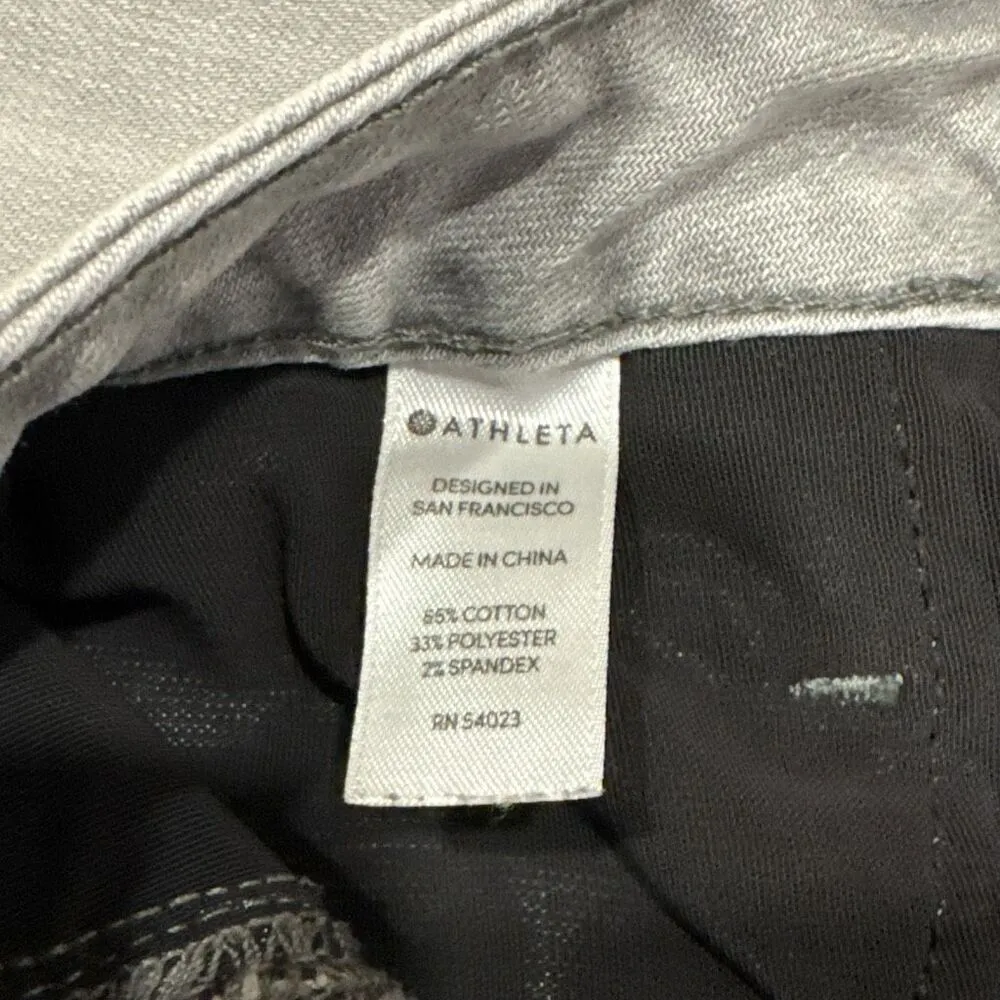 ATHLETA
DESIGNED IN
SAN FRANCISCO
MADE IN CHINA
65% COTTON
33% POLYESTER
2% SPANDEX
RN 54023